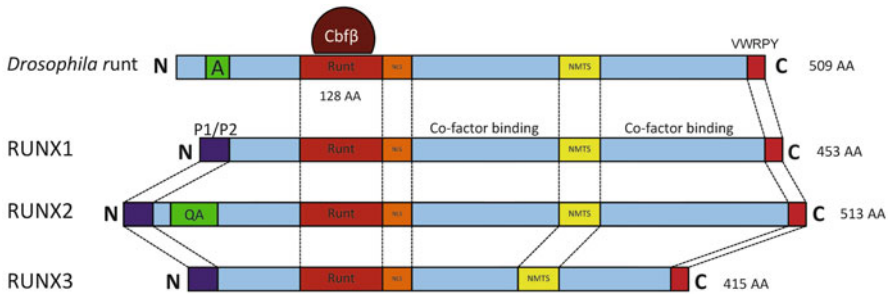 Cbfβ
VWRPY
Drosophila runt N A Runt NLS NMTS C 509 AA
128 AA
P1/P2 Co-factor binding Co-factor binding
RUNX1 N Runt NLS NMTS C 453 AA
RUNX2 N QA Runt NLS NMTS C 513 AA
RUNX3 N Runt NLS NMTS C 415 AA